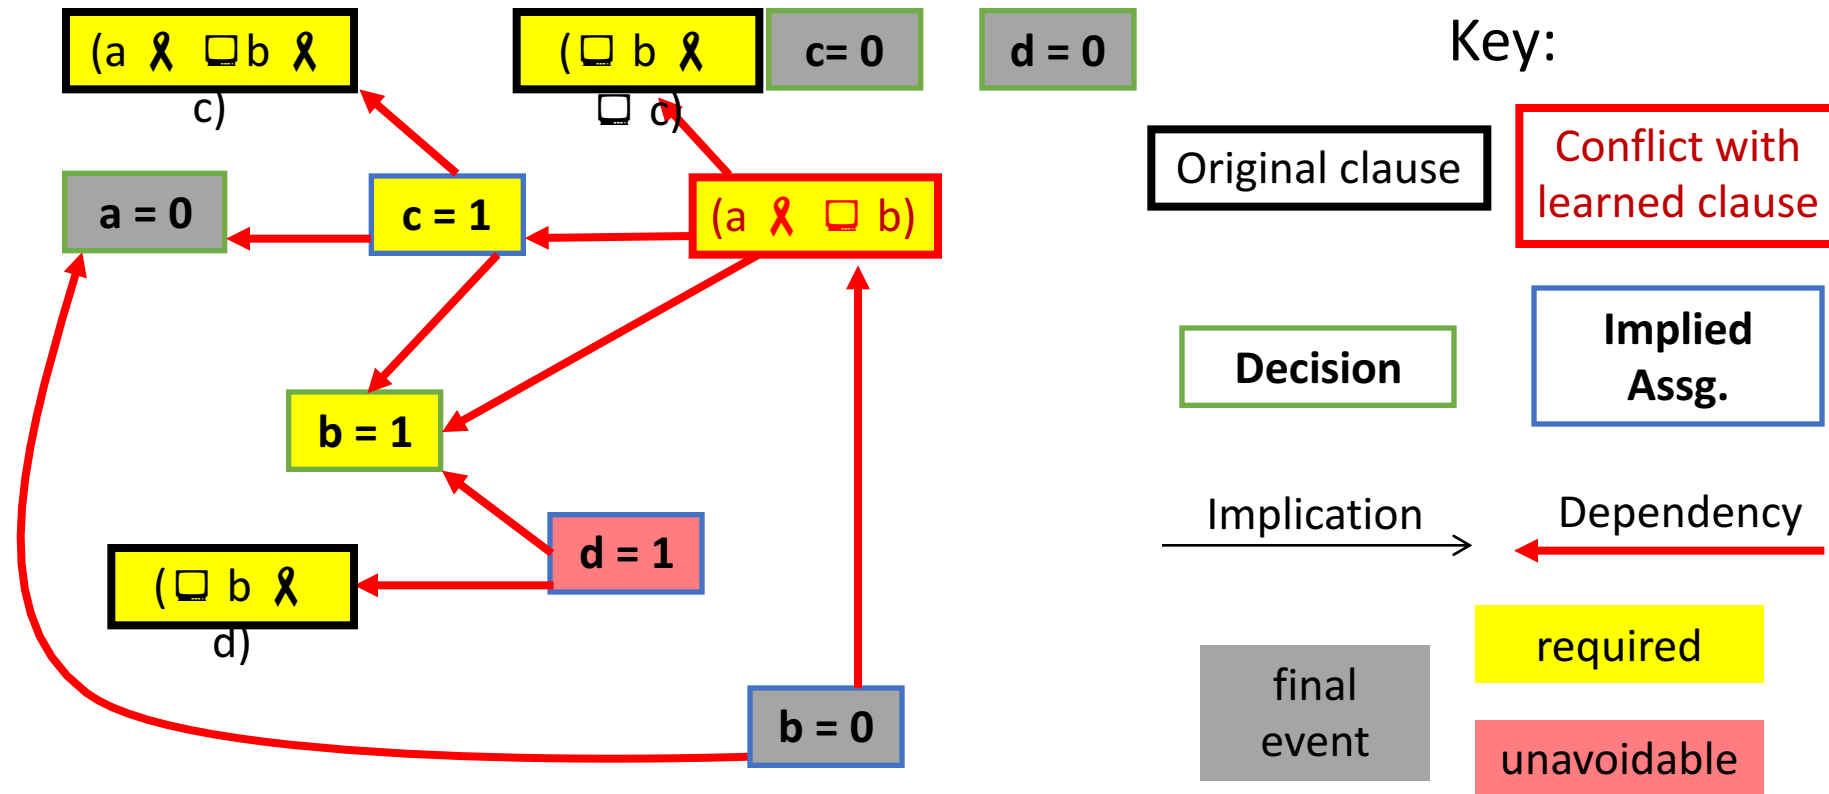 (a 🎗 🖵b 🎗
c)
(🖵 b 🎗
🖵 c)
c= 0
d = 0
Key:
Original clause
Conflict with
learned clause
a = 0
c = 1
(a 🎗 🖵 b)
Decision
Implied
Assg.
b = 1
Implication
Dependency
d = 1
(🖵 b 🎗
d)
b = 0
final
event
required
unavoidable